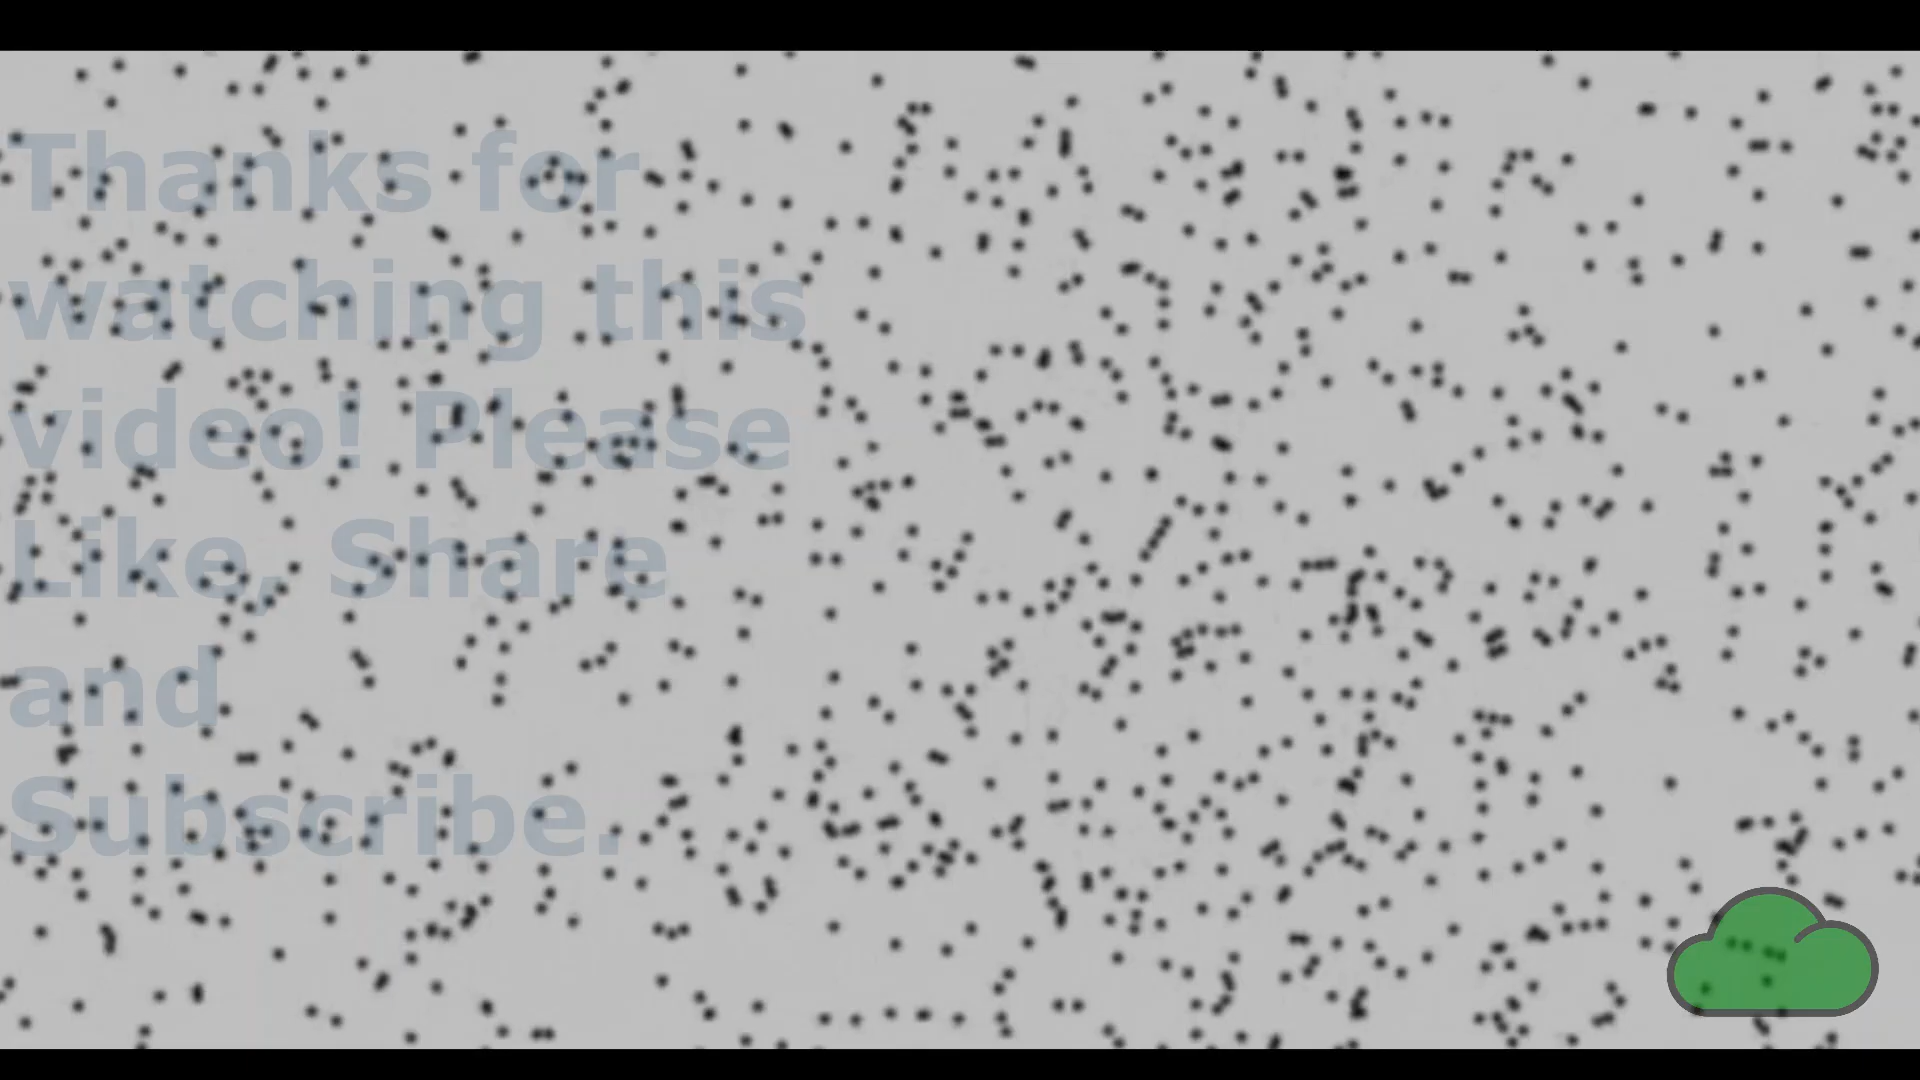 Thanks for
watching this
video! Please
Like, Share
and
Subscribe.